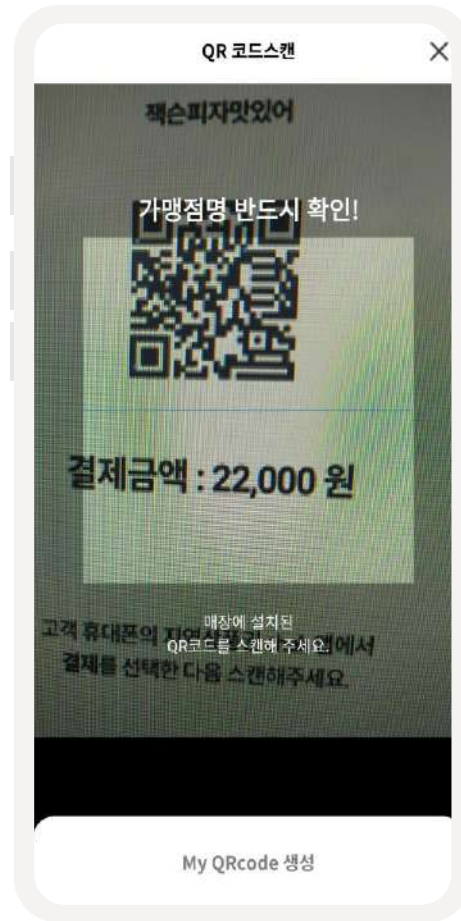 QR 코드스캔
잭슨피자맛있어
가맹점명 반드시 확인!
결제금액 : 22,000 원
매장에 설치된
QR코드를 스캔해 주세요.
고객 휴대폰의 에서
결제를 선택한 다음 스캔해주세요.
My QRcode 생성